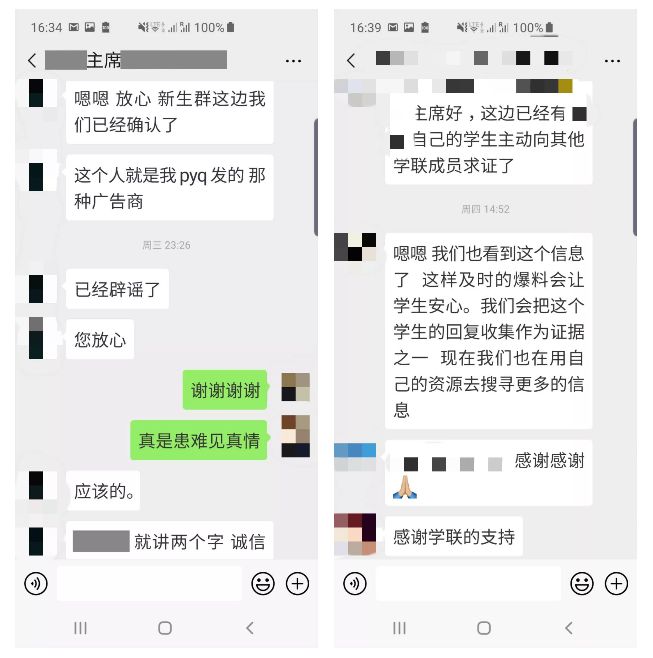 16:34
100%
主席
嗯嗯 放心 新生群这边我
们已经确认了
这个人就是我pyq发的 那
种广告商
周三 23:26
已经辟谣了
您放心
谢谢谢谢
真是患难见真情
应该的。
就讲两个字 诚信
16:39
100%
主席好，这边已经有
自己的学生主动向其他
学联成员求证了
周四 14:52
嗯嗯 我们也看到这个信息
了 这样及时的爆料会让
学生安心。我们会把这个
学生的回复收集作为证据
之一 现在我们也在用自
己的资源去搜寻更多的信
息
感谢感谢
🙏🏼
感谢学联的支持